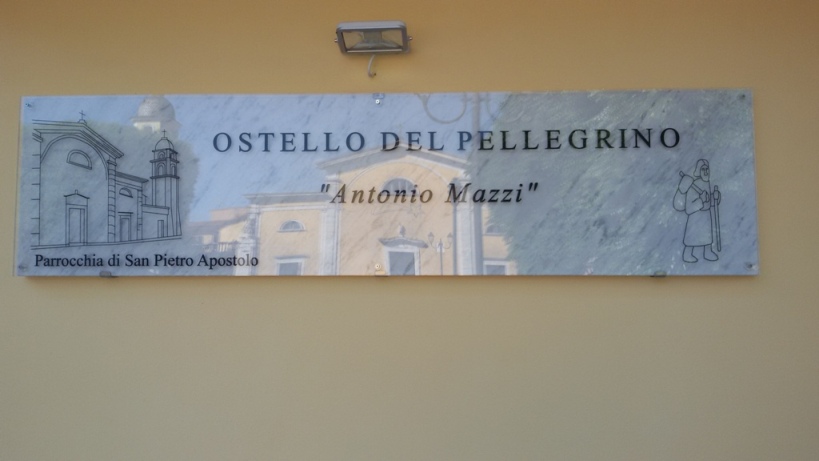 OSTELLO DEL PELLEGRINO
"Antonio Mazzi"
Parrocchia di San Pietro Apostolo